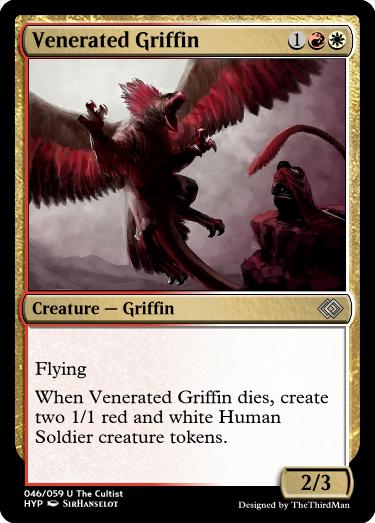 Venerated Griffin 1
Creature — Griffin
Flying
When Venerated Griffin dies, create
two 1/1 red and white Human
Soldier creature tokens.
2/3
046/059 U The Cultist
HYP SirHanselot
Designed by TheThirdMan